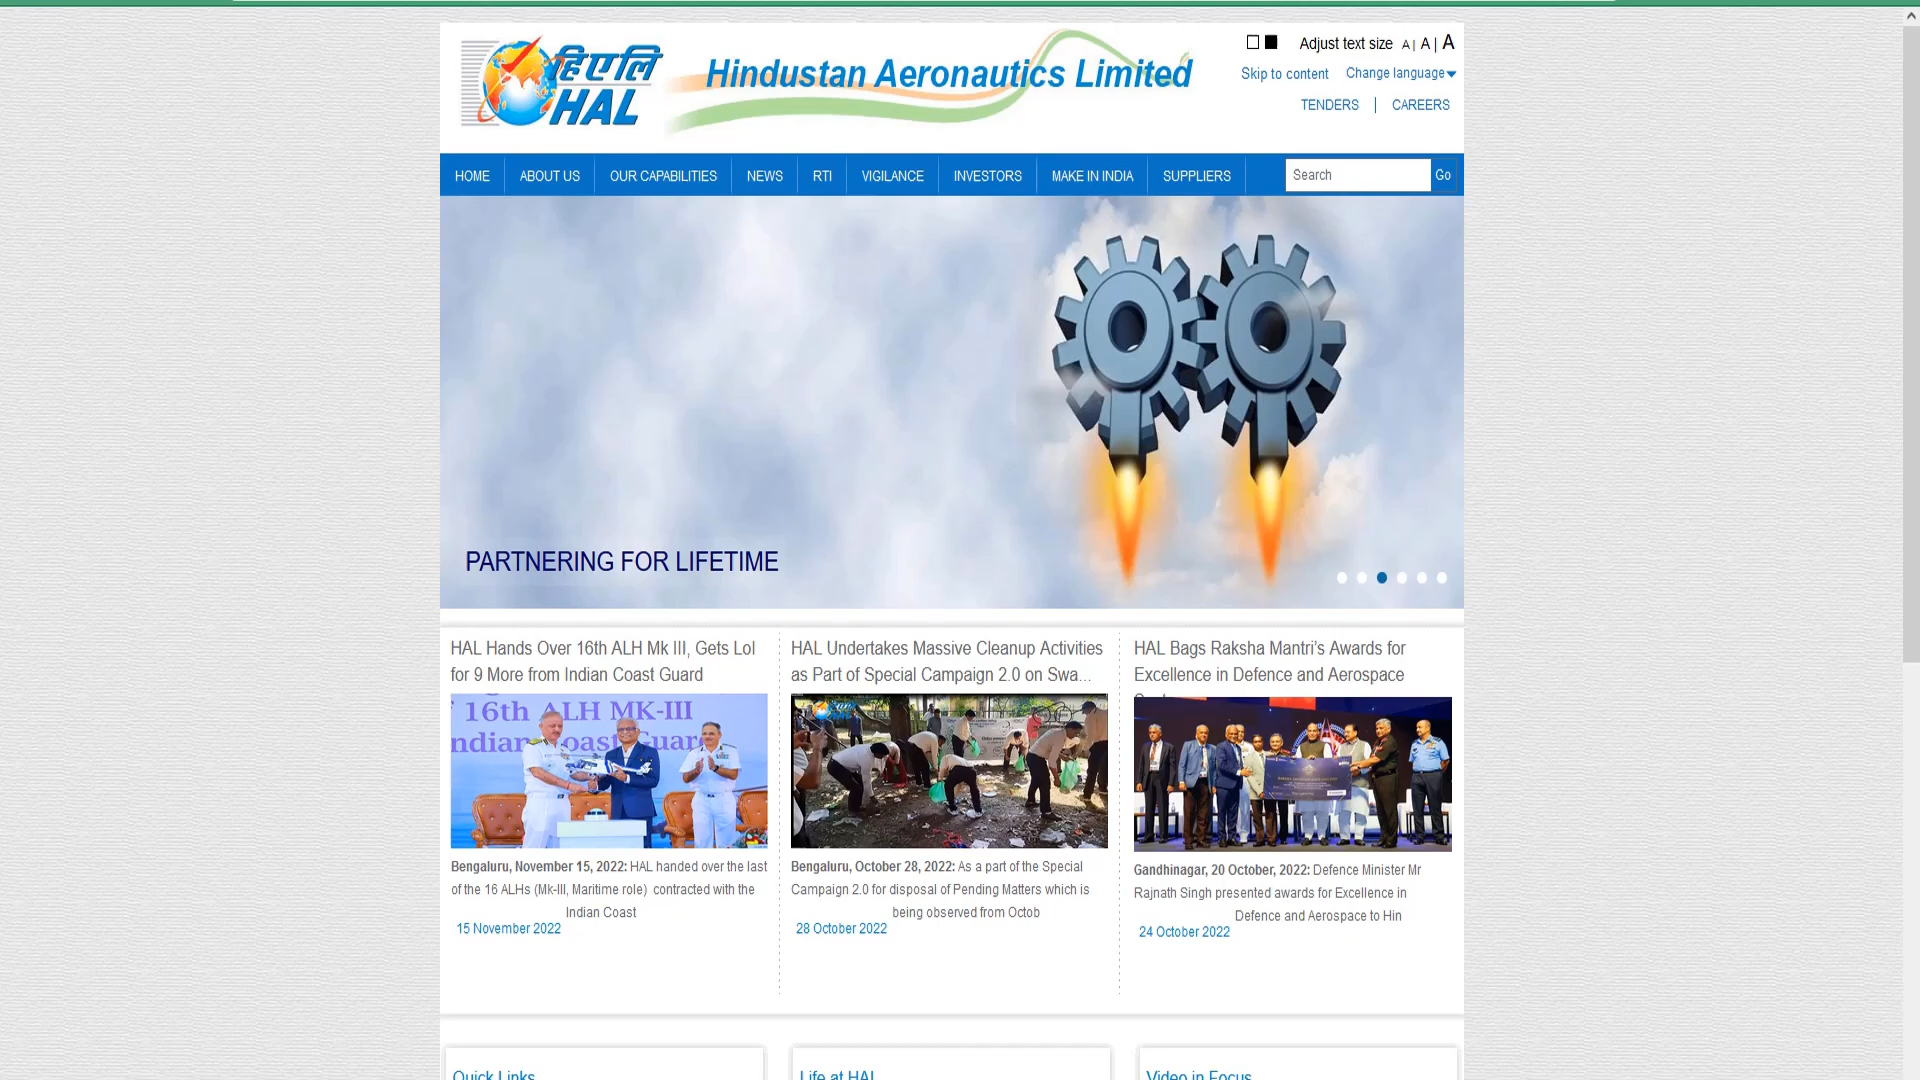 हिएलि
HAL
Hindustan Aeronautics Limited
Adjust text size A | A | A
Skip to content Change language
TENDERS | CAREERS
HOME ABOUT US OUR CAPABILITIES NEWS RTI VIGILANCE INVESTORS MAKE IN INDIA SUPPLIERS Search Go
PARTNERING FOR LIFETIME
HAL Hands Over 16th ALH Mk III, Gets LoI
for 9 More from Indian Coast Guard
16th ALH MK-III
ndian Coast Guar
Bengaluru, November 15, 2022: HAL handed over the last
of the 16 ALHs (Mk-III, Maritime role) contracted with the
Indian Coast
15 November 2022
HAL Undertakes Massive Cleanup Activities
as Part of Special Campaign 2.0 on Swa...
Bengaluru, October 28, 2022: As a part of the Special
Campaign 2.0 for disposal of Pending Matters which is
being observed from Octob
28 October 2022
HAL Bags Raksha Mantri’s Awards for
Excellence in Defence and Aerospace
Gandhinagar, 20 October, 2022: Defence Minister Mr
Rajnath Singh presented awards for Excellence in
Defence and Aerospace to Hin
24 October 2022
Quick Links
Life at HAL
Video in Focus